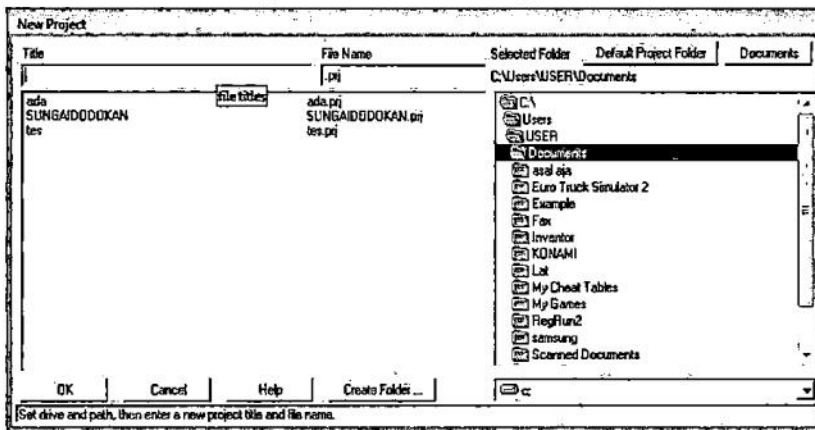 New Project
Title File Name Selected Folder Default Project Folder Documents
.prj C:\Users\USER\Documents
file titles
ada ada.prj
SUNGAIDODOKAN SUNGAIDODOKAN.prj
tes tes.prj
C:\
Users
USER
Documents
asal aja
Euro Truck Simulator 2
Example
Fax
Inventor
KONAMI
Lat
My Cheat Tables
My Games
RegRun2
samsung
Scanned Documents
OK Cancel Help Create Folder ... c:
Set drive and path, then enter a new project title and file name.